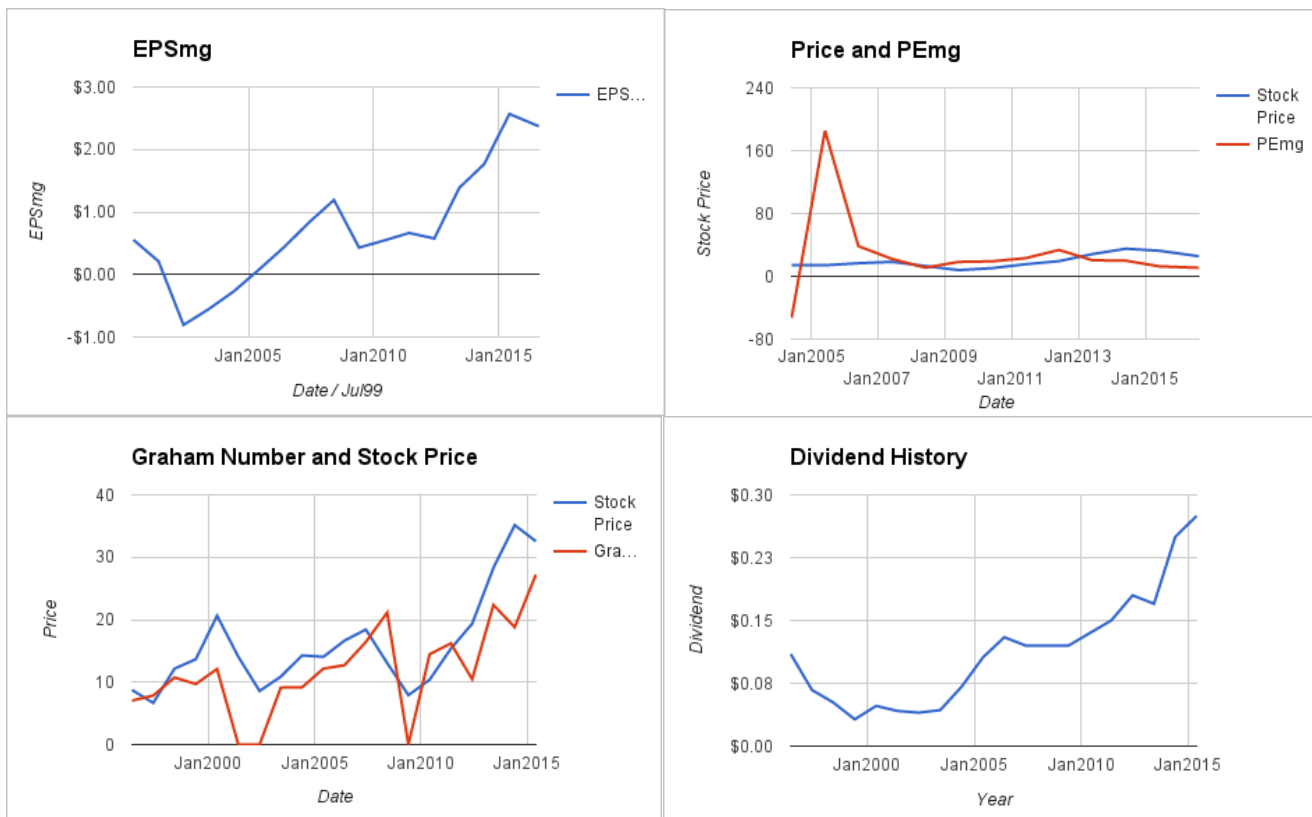 EPSmg
$3.00
$2.00
$1.00
$0.00
-$1.00
EPSmg
Jan2005
Jan2010
Jan2015
Date / Jul99
EPS...
Price and PEmg
240
160
80
0
-80
Stock Price
Jan2005
Jan2009
Jan2013
Jan2007
Jan2011
Jan2015
Date
Stock
Price
PEmg
Graham Number and Stock Price
40
30
20
10
0
Price
Jan2000
Jan2005
Jan2010
Jan2015
Date
Stock
Price
Gra...
Dividend History
$0.30
$0.23
$0.15
$0.08
$0.00
Dividend
Jan2000
Jan2005
Jan2010
Jan2015
Year